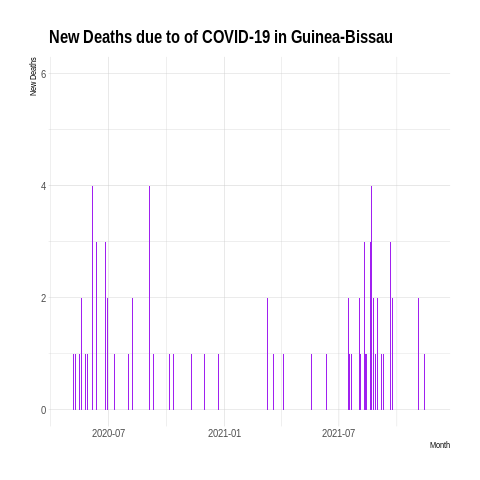 New Deaths due to of COVID-19 in Guinea-Bissau
New Deaths
6
4
2
0
2020-07
2021-01
2021-07
Month